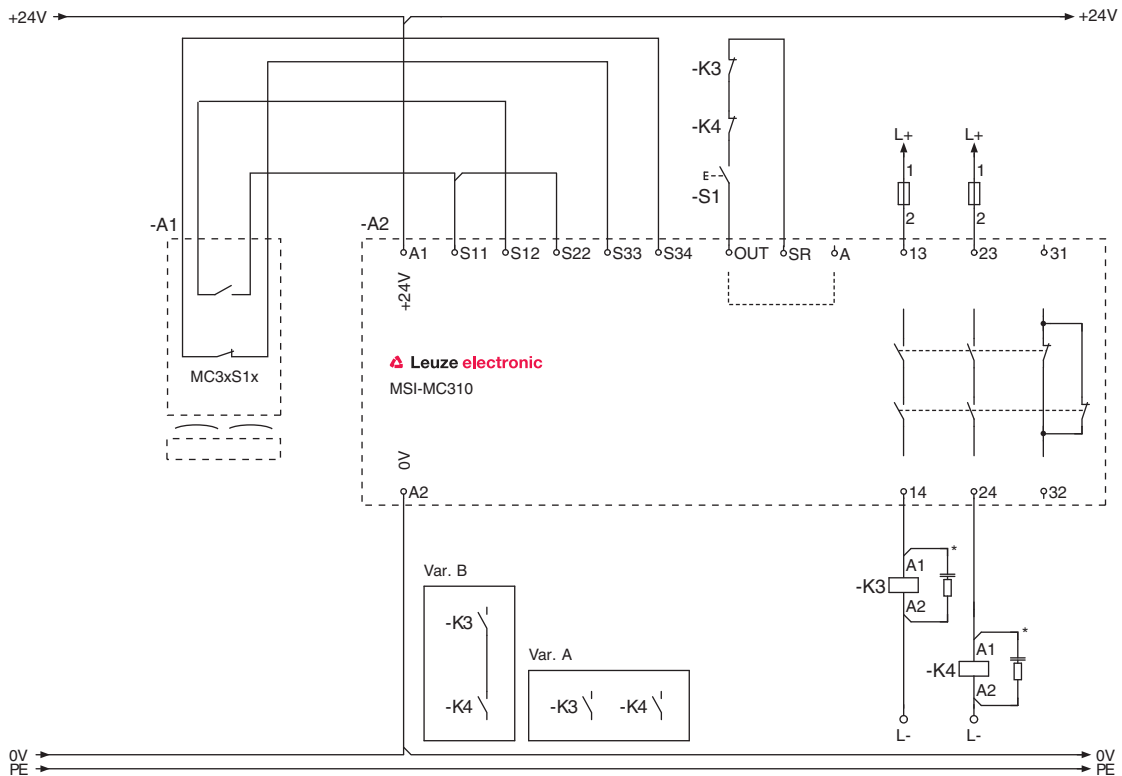 +24V +24V
-K3
-K4
E
-S1
L+ L+
1 1
2 2
-A1 -A2
A1 S11 S12 S22 S33 S34 OUT SR A 13 23 31
+24V
MC3xS1x
Leuze electronic
MSI-MC310
0V
A2 14 24 32
Var. B
-K3
-K4
Var. A
-K3 -K4
*
A1
-K3
A2
*
A1
-K4
A2
L- L-
0V 0V
PE PE